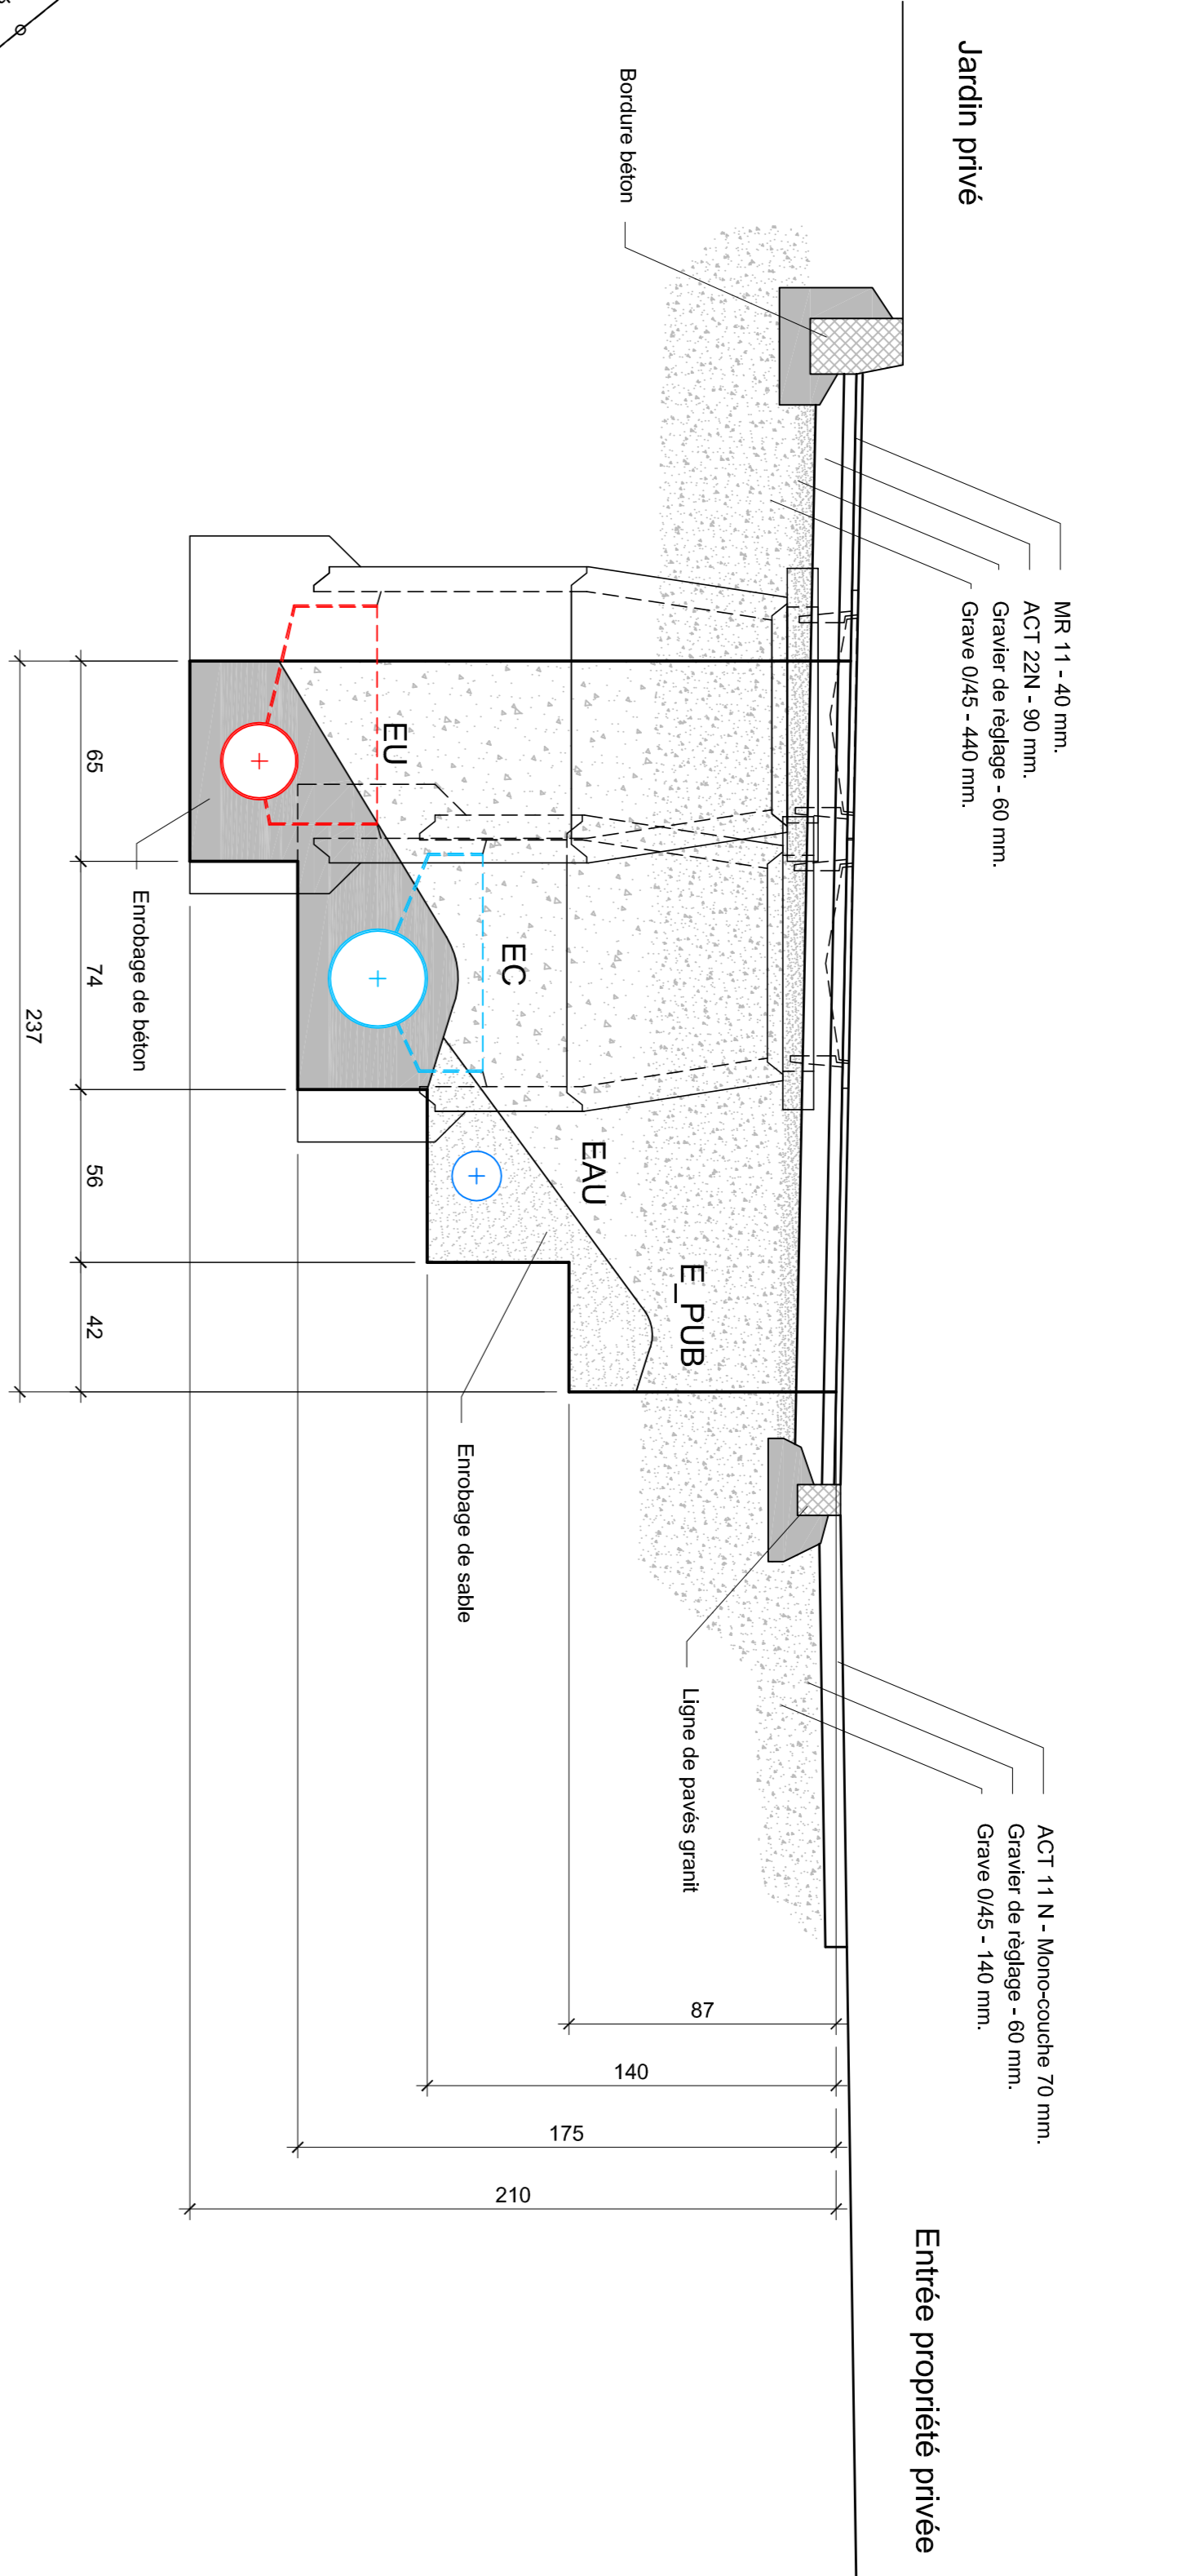 Jardin privé
Entrée propriété privée
MR 11 - 40 mm.
ACT 22N - 90 mm.
Gravier de règlage - 60 mm.
Grave 0/45 - 440 mm.
ACT 11 N - Mono-couche 70 mm.
Gravier de règlage - 60 mm.
Grave 0/45 - 140 mm.
Bordure béton
Ligne de pavés granit
E_PUB
EAU
EC
EU
Enrobage de sable
Enrobage de béton
87
140
175
210
65
74
56
42
237